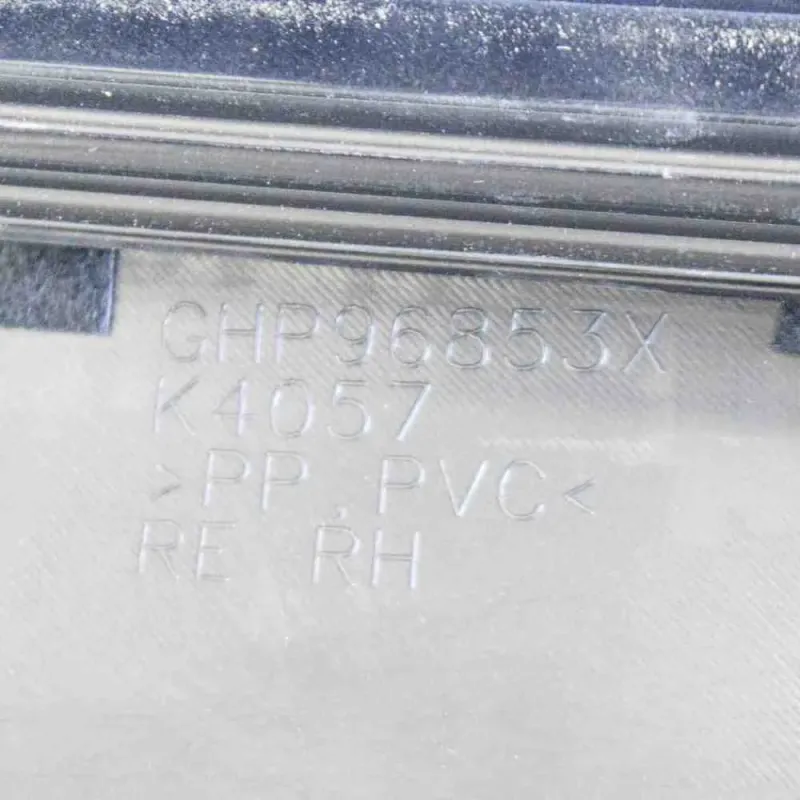 GHP96853X
K4057
>PP.PVC<
RE RH